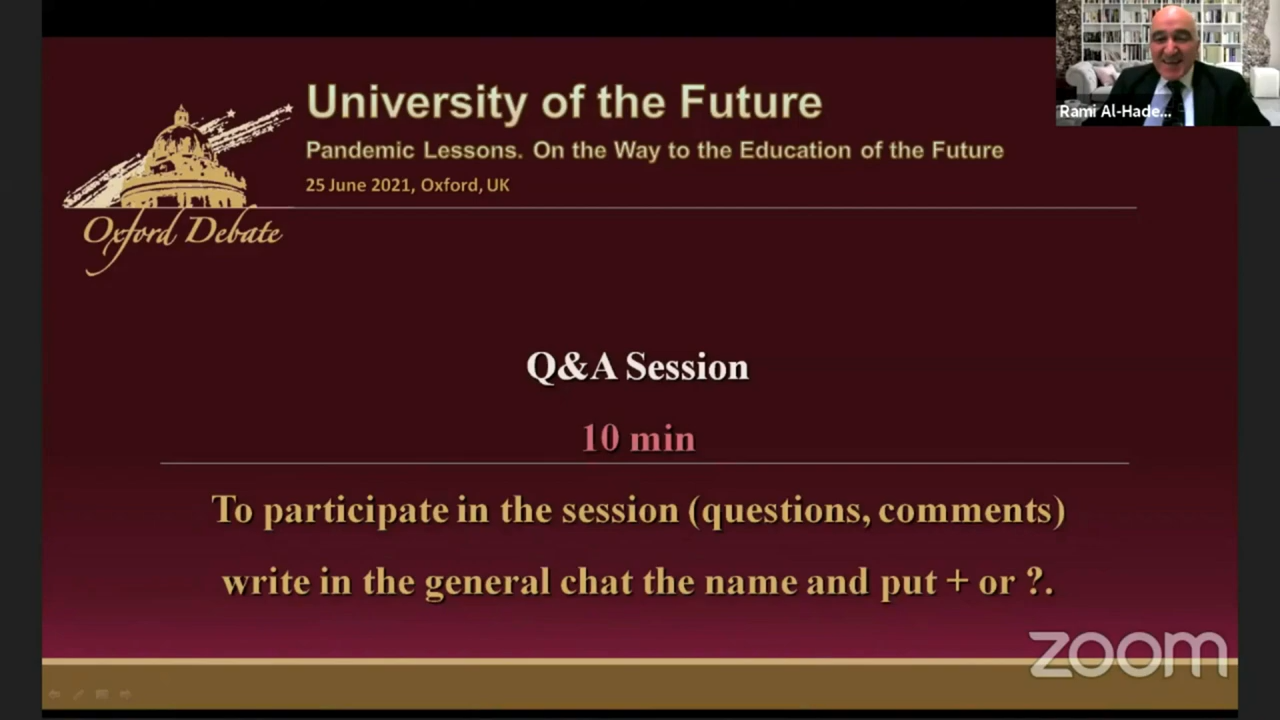 University of the Future
Pandemic Lessons. On the Way to the Education of the Future
25 June 2021, Oxford, UK
Oxford Debate
Rami Al-Hade...
Q&A Session
10 min
To participate in the session (questions, comments)
write in the general chat the name and put + or ?.
zoom